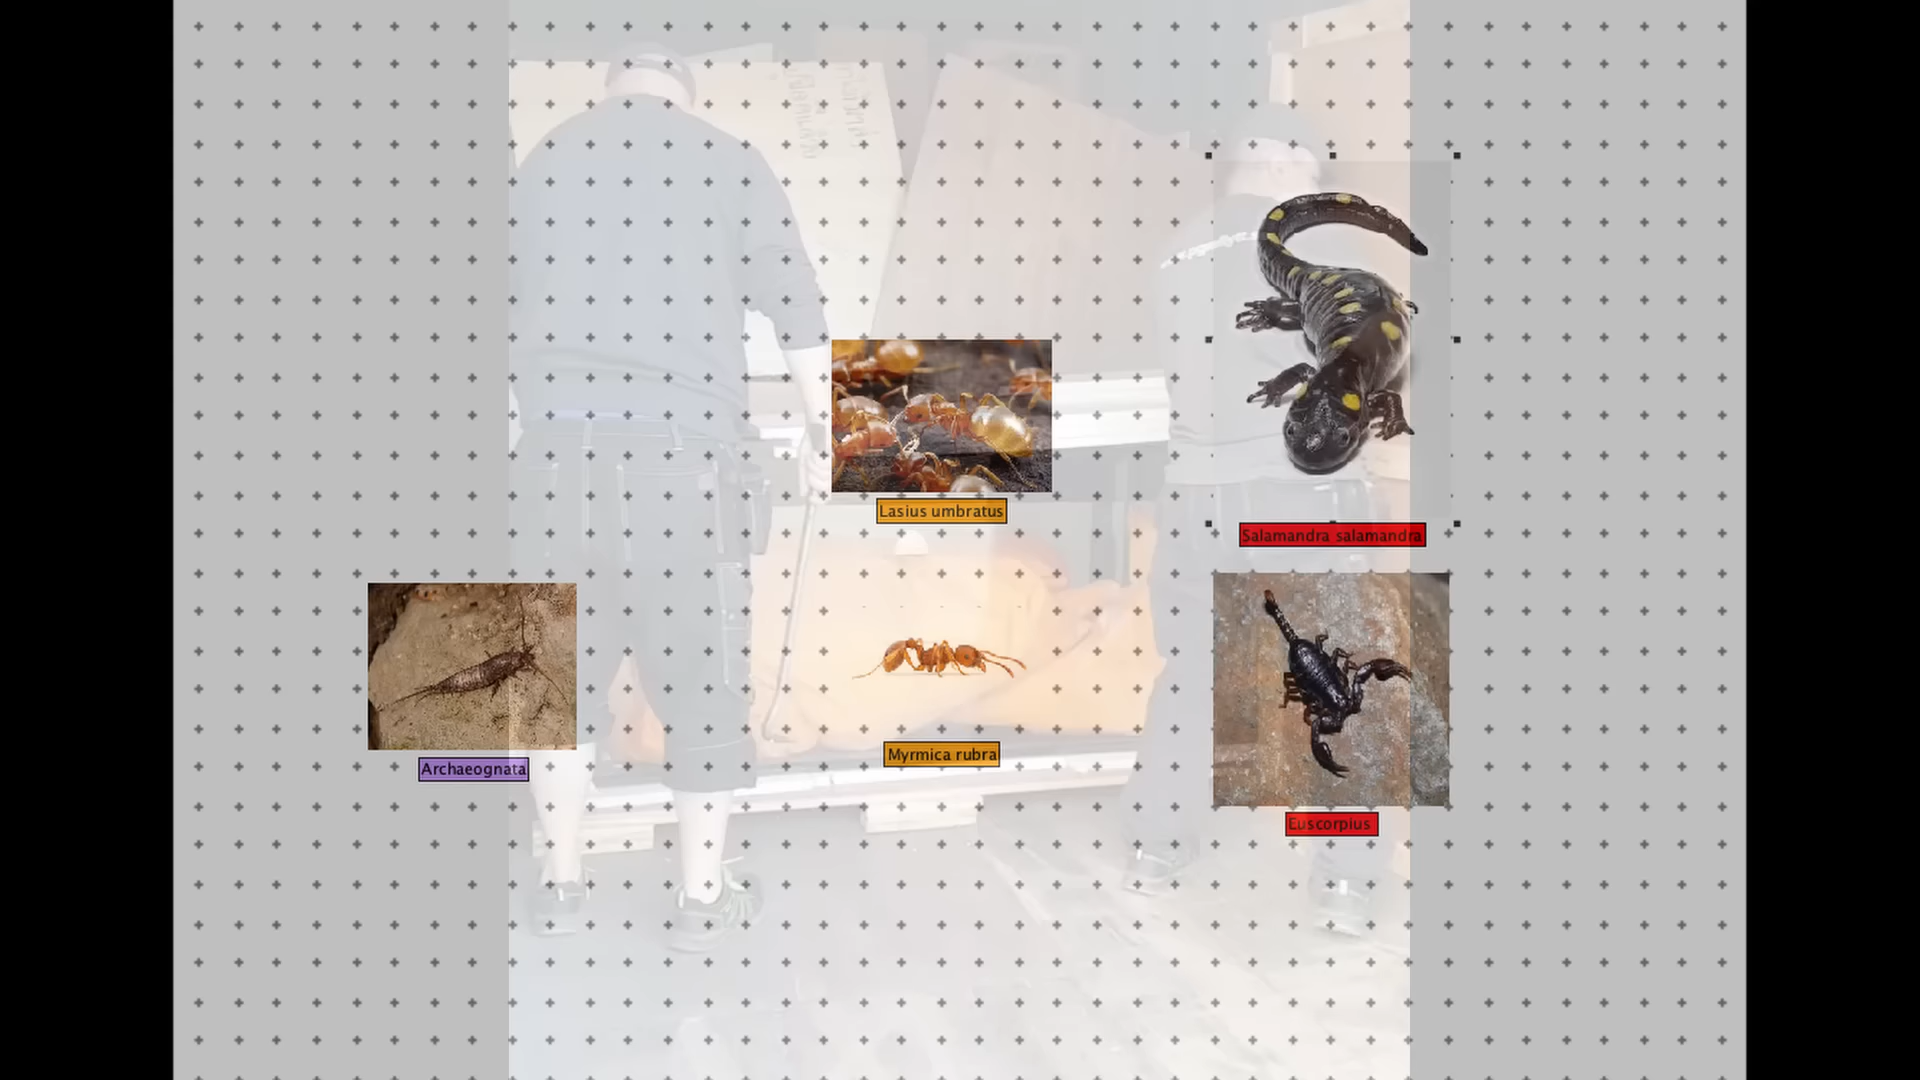 Lasius umbratus
Salamandra salamandra
Myrmica rubra
Archaeognata
Euscorpius